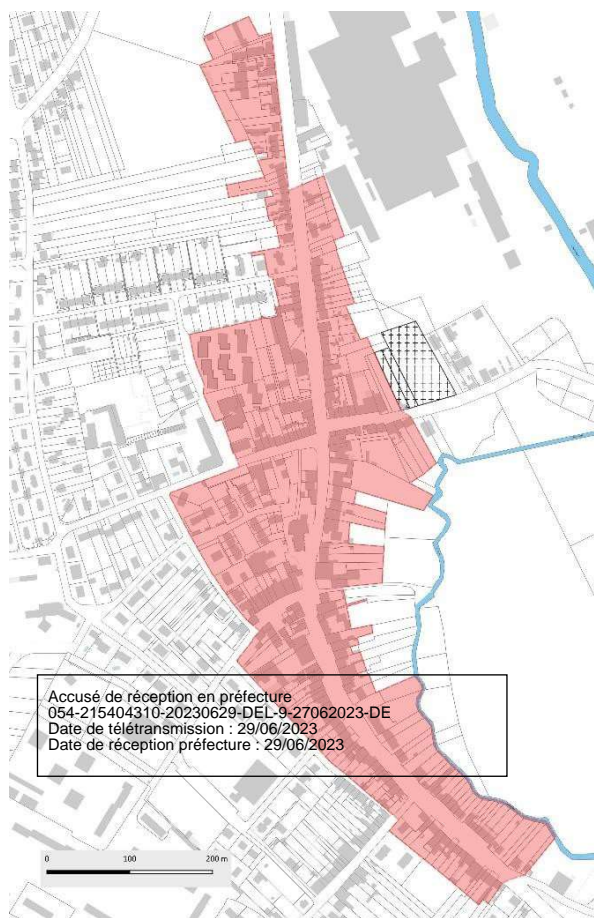 Accusé de réception en préfecture
054-215404310-20230629-DEL-9-27062023-DE
Date de télétransmission : 29/06/2023
Date de réception préfecture : 29/06/2023
0 100 200 m